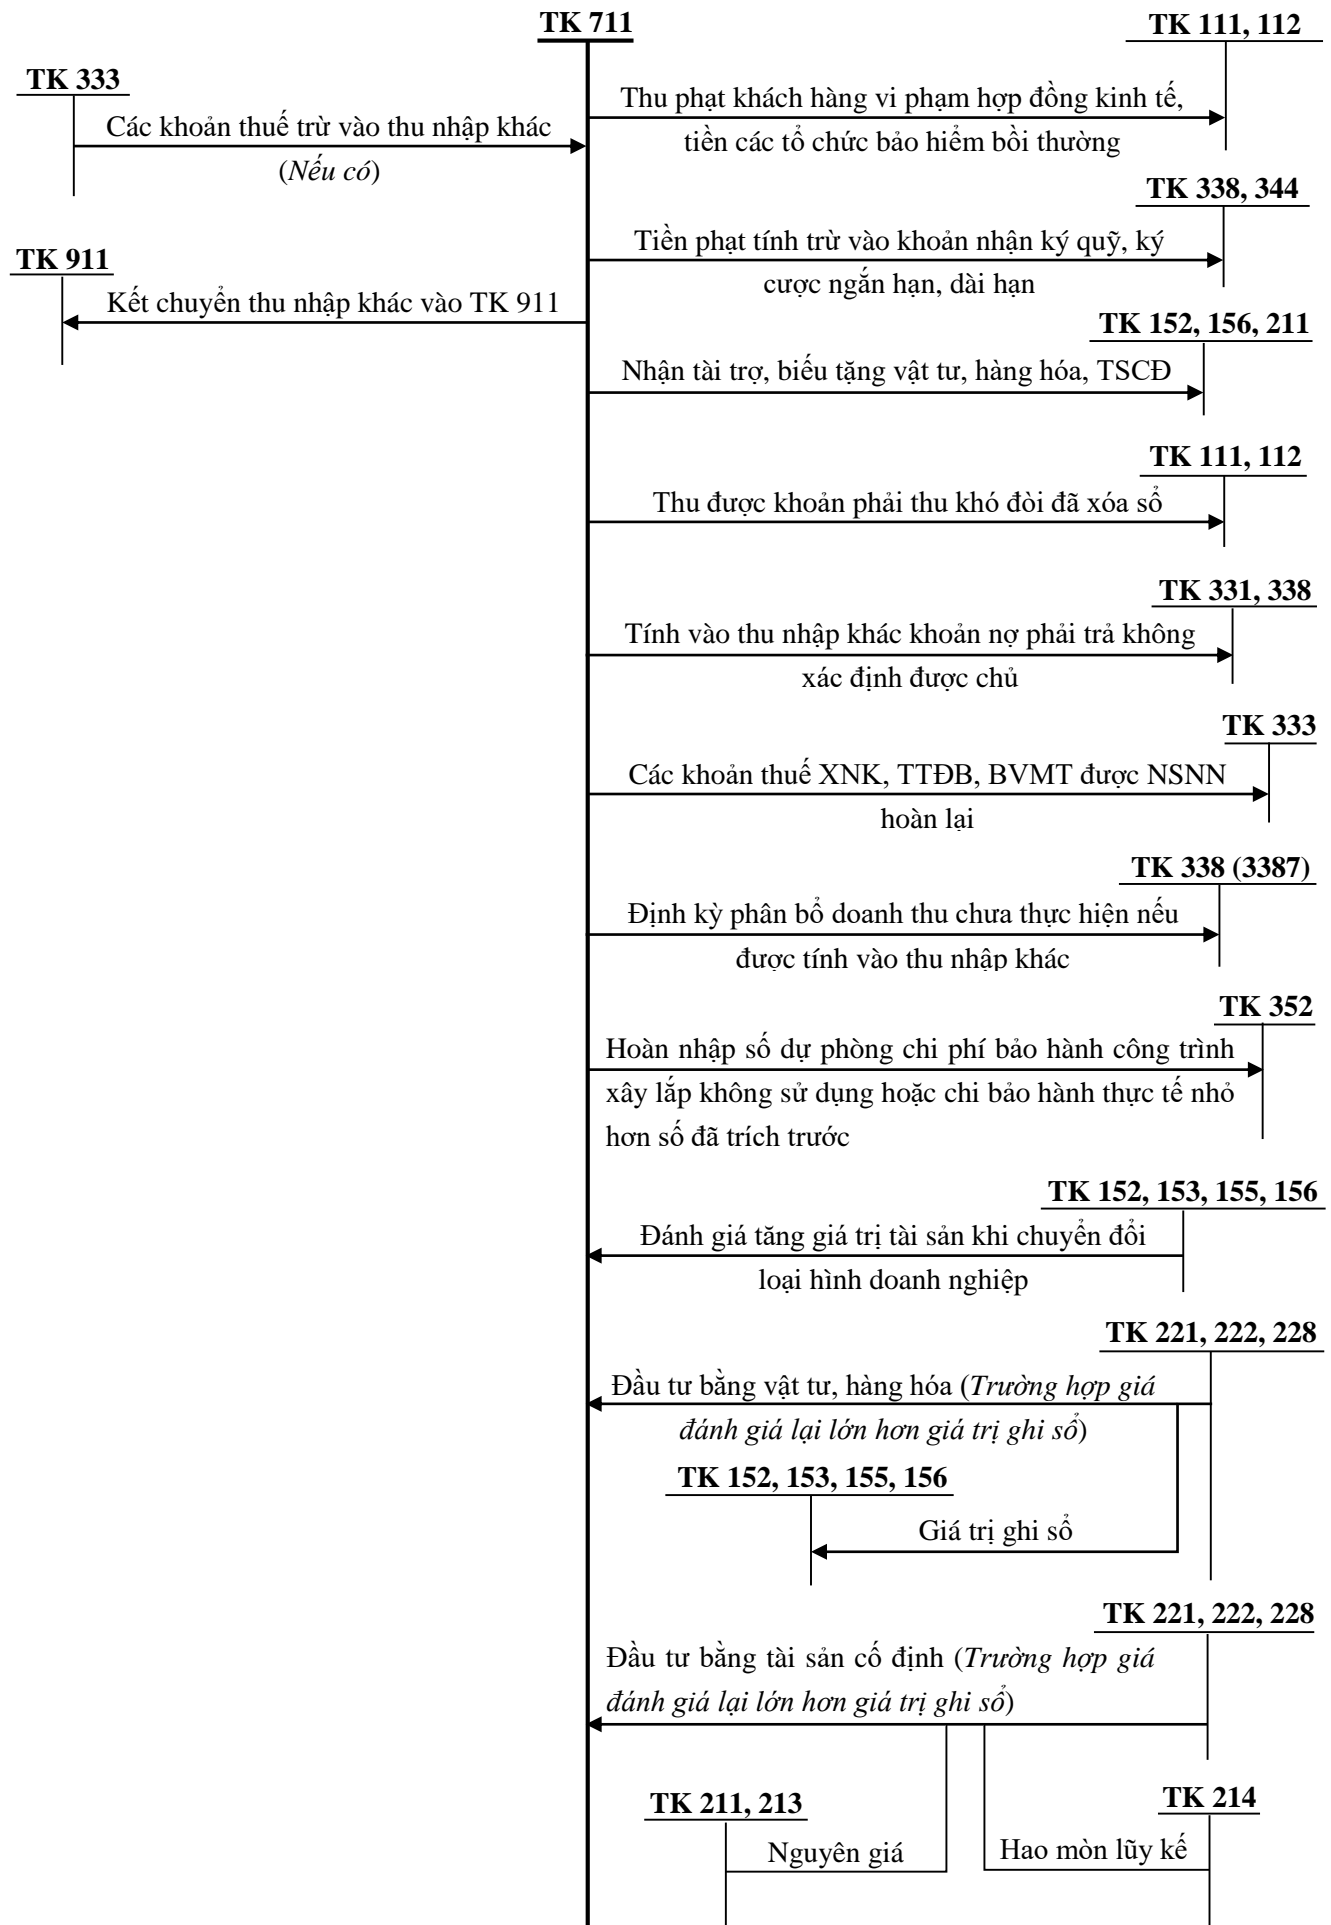 TK 711
TK 111, 112
TK 333
Thu phạt khách hàng vi phạm hợp đồng kinh tế,
tiền các tổ chức bảo hiểm bồi thường
Các khoản thuế trừ vào thu nhập khác
(Nếu có)
TK 338, 344
Tiền phạt tính trừ vào khoản nhận ký quỹ, ký
cược ngắn hạn, dài hạn
TK 911
Kết chuyển thu nhập khác vào TK 911
TK 152, 156, 211
Nhận tài trợ, biếu tặng vật tư, hàng hóa, TSCĐ
TK 111, 112
Thu được khoản phải thu khó đòi đã xóa sổ
TK 331, 338
Tính vào thu nhập khác khoản nợ phải trả không
xác định được chủ
TK 333
Các khoản thuế XNK, TTĐB, BVMT được NSNN
hoàn lại
TK 338 (3387)
Định kỳ phân bổ doanh thu chưa thực hiện nếu
được tính vào thu nhập khác
TK 352
Hoàn nhập số dự phòng chi phí bảo hành công trình
xây lắp không sử dụng hoặc chi bảo hành thực tế nhỏ
hơn số đã trích trước
TK 152, 153, 155, 156
Đánh giá tăng giá trị tài sản khi chuyển đổi
loại hình doanh nghiệp
TK 221, 222, 228
Đầu tư bằng vật tư, hàng hóa (Trường hợp giá
đánh giá lại lớn hơn giá trị ghi sổ)
TK 152, 153, 155, 156
Giá trị ghi sổ
TK 221, 222, 228
Đầu tư bằng tài sản cố định (Trường hợp giá
đánh giá lại lớn hơn giá trị ghi sổ)
TK 211, 213
TK 214
Nguyên giá
Hao mòn lũy kế